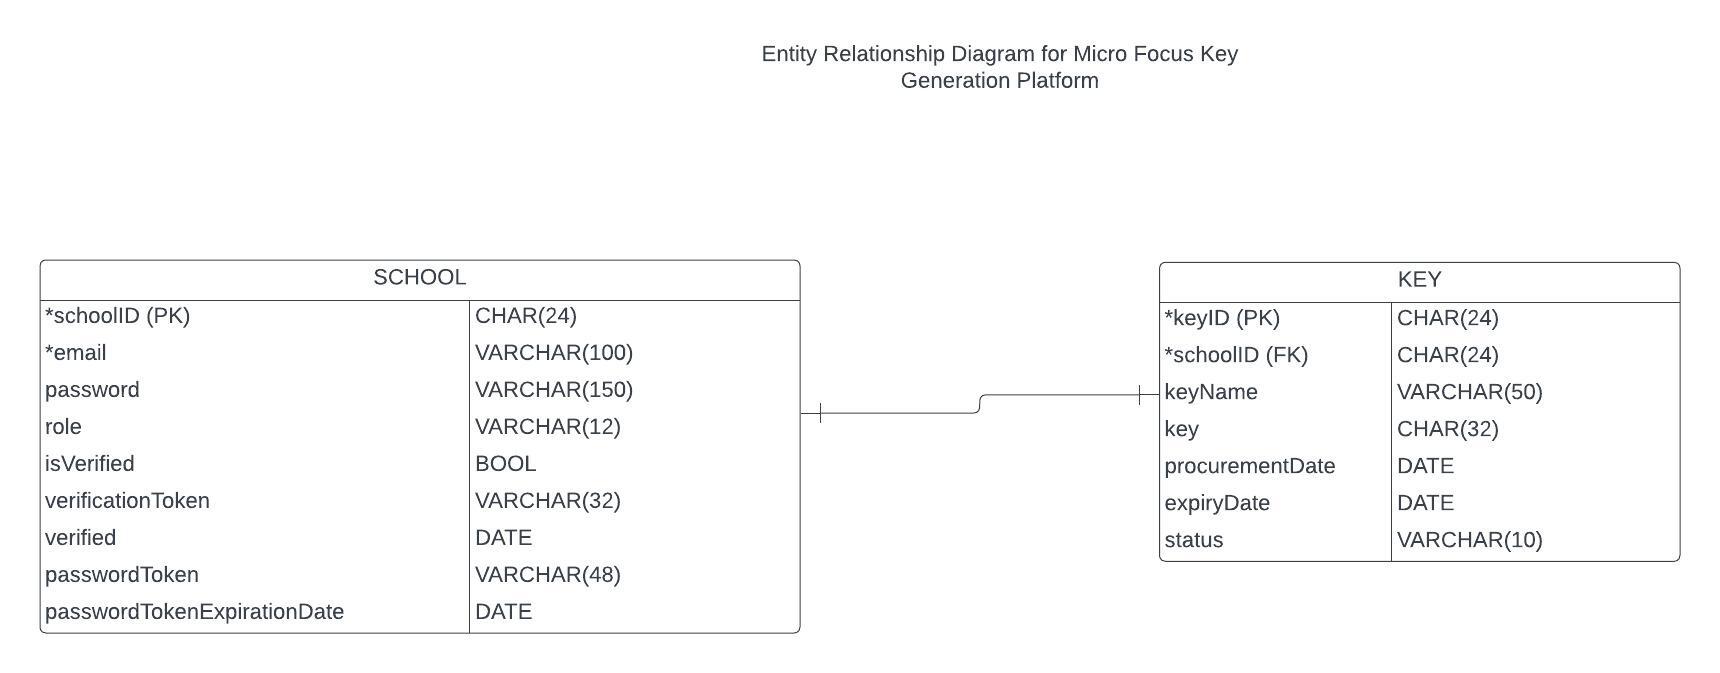 Entity Relationship Diagram for Micro Focus Key
Generation Platform
SCHOOL
*schoolID (PK) CHAR(24)
*email VARCHAR(100)
password VARCHAR(150)
role VARCHAR(12)
isVerified BOOL
verificationToken VARCHAR(32)
verified DATE
passwordToken VARCHAR(48)
passwordTokenExpirationDate DATE
KEY
*keyID (PK) CHAR(24)
*schoolID (FK) CHAR(24)
keyName VARCHAR(50)
key CHAR(32)
procurementDate DATE
expiryDate DATE
status VARCHAR(10)